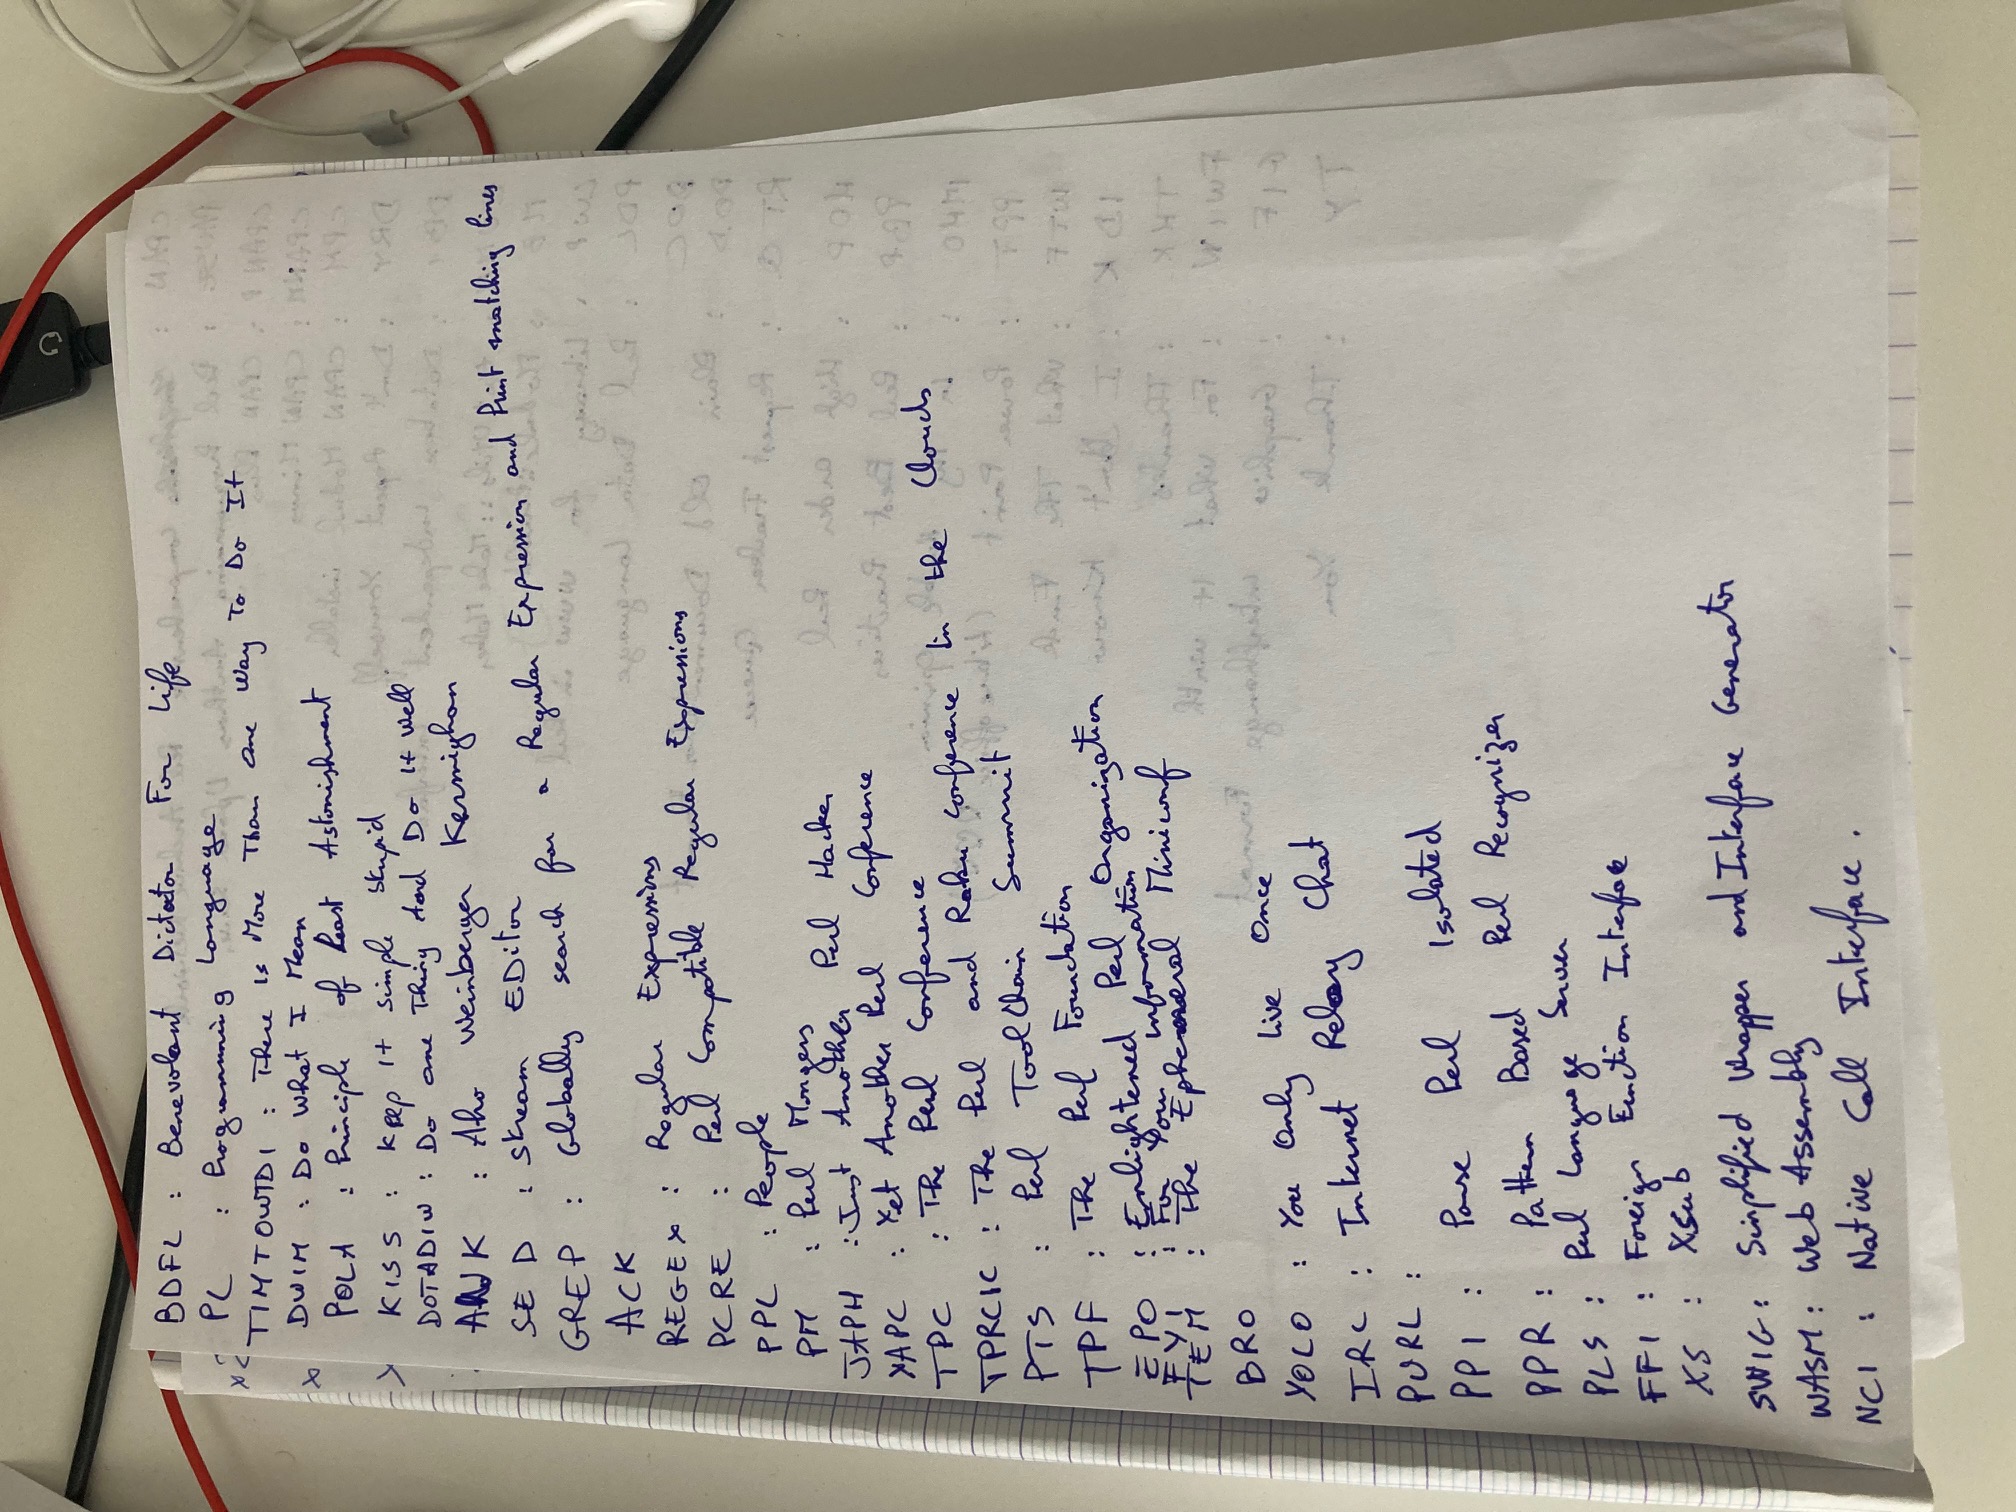 BDFL : Benevolant Dictator For Life
PL : Programming Language
TIMTOWTDI : There Is More Than One Way To Do It
DWIM : Do What I Mean
POLA : Principle of Least Astonishment
KISS : Keep It Simple Stupid
DOTADIW : Do One Thing And Do It Well
AWK : Aho Weinberger Kernighan
SED : Stream EDitor
GREP : Globally search for a Regular Expression and Print matching lines
ACK
REGEX : Regular Expressions
PCRE : Perl Compatible Regular Expressions
PPL : People
PM : Perl Mongers
JAPH : Just Another Perl Hacker
YAPC : Yet Another Perl Conference
TPC : The Perl Conference
TPRCIC : The Perl and Raku Conference In the Clouds
PTS : Perl ToolChain Summit
TPF : The Perl Foundation
EPO : Enlightened Perl Organization
FYI : For Your Information
TEM : The Ephemeral Miniconf
BRO
YOLO : You Only Live Once
IRC : Internet Relay Chat
PURL :
PPI : Parse Perl Isolated
PPR : Pattern Based Perl Recognizer
PLS : Perl Language Server
FFI : Foreign Function Interface
XS : XSub
SWIG : Simplified Wrapper and Interface Generator
WASM : Web Assembly
NCI : Native Call Interface.